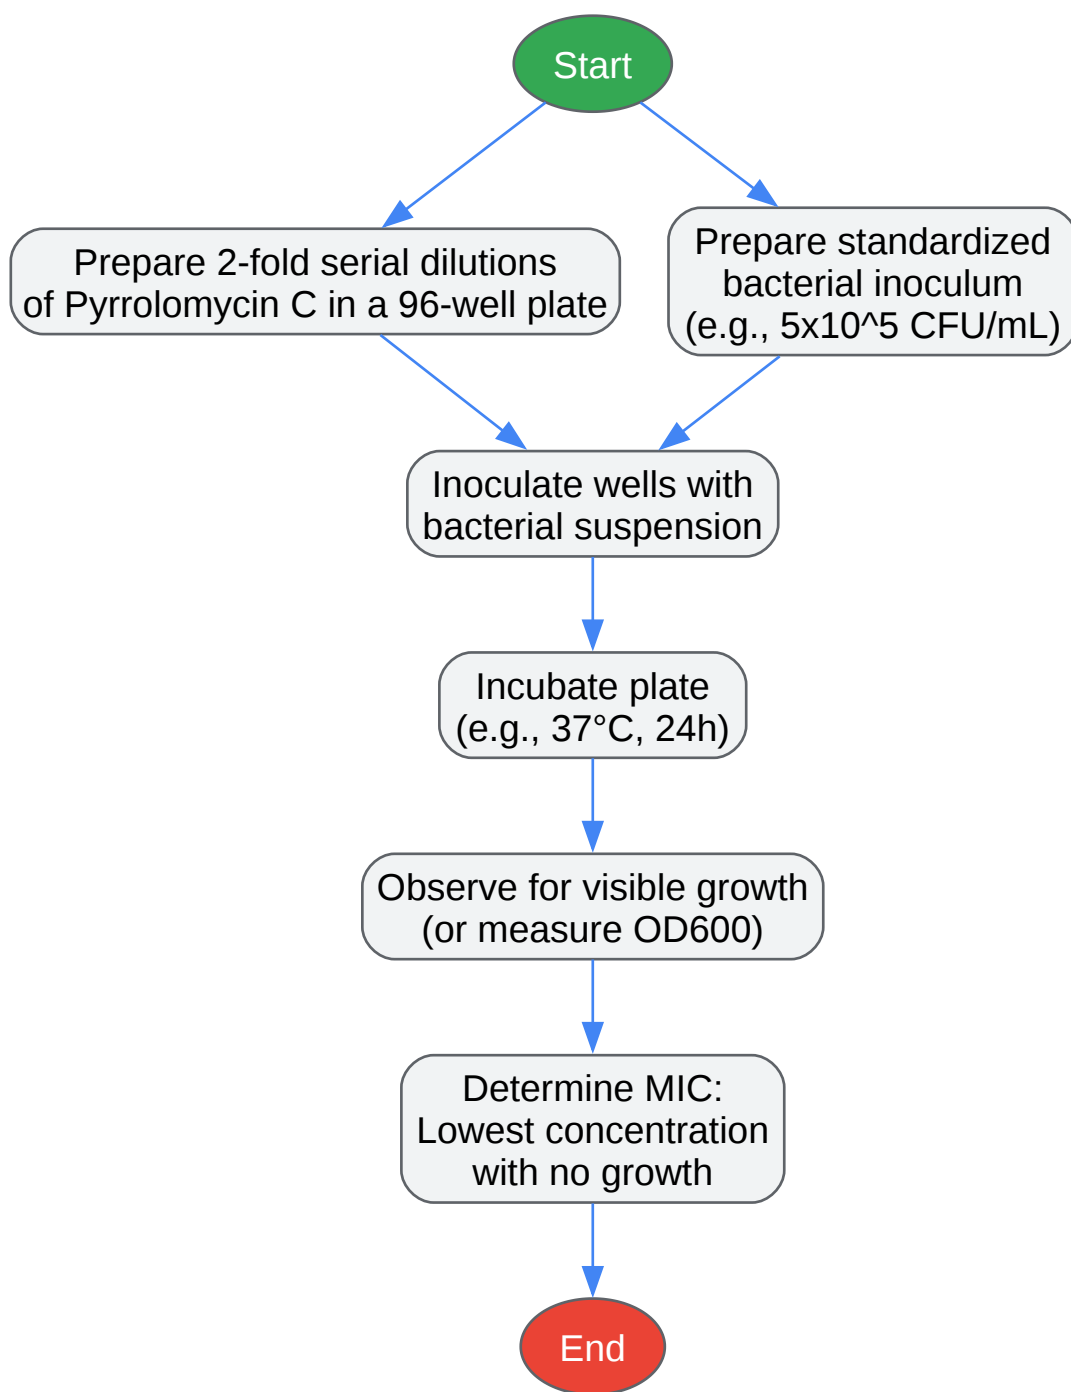 Start
Prepare 2-fold serial dilutions
of Pyrrolomycin C in a 96-well plate
Prepare standardized
bacterial inoculum
(e.g., 5x10^5 CFU/mL)
Inoculate wells with
bacterial suspension
Incubate plate
(e.g., 37°C, 24h)
Observe for visible growth
(or measure OD600)
Determine MIC:
Lowest concentration
with no growth
End